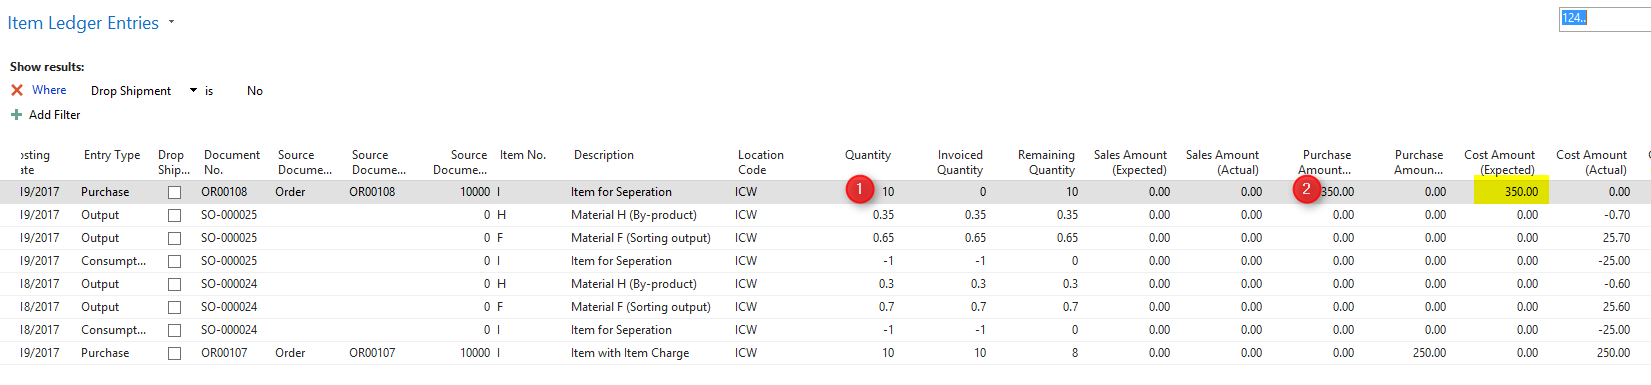 Item Ledger Entries
124..
Show results:
Where Drop Shipment is No
Add Filter
osting Entry Type Drop Document Source Source Source Item No. Description Location Quantity Invoiced Remaining Sales Amount Sales Amount Purchase Purchase Cost Amount Cost Amount
ate Ship... No. Docume... Docume... Docume... Code Quantity Quantity (Expected) (Actual) Amount... Amoun... (Expected) (Actual)
19/2017 Purchase OR00108 Order OR00108 10000 I Item for Seperation ICW 1 10 0 10 0.00 0.00 2 350.00 0.00 350.00 0.00
19/2017 Output SO-000025 0 H Material H (By-product) ICW 0.35 0.35 0.35 0.00 0.00 0.00 0.00 0.00 -0.70
19/2017 Output SO-000025 0 F Material F (Sorting output) ICW 0.65 0.65 0.65 0.00 0.00 0.00 0.00 0.00 25.70
19/2017 Consumpt... SO-000025 0 I Item for Seperation ICW -1 -1 0 0.00 0.00 0.00 0.00 0.00 -25.00
18/2017 Output SO-000024 0 H Material H (By-product) ICW 0.3 0.3 0.3 0.00 0.00 0.00 0.00 0.00 -0.60
18/2017 Output SO-000024 0 F Material F (Sorting output) ICW 0.7 0.7 0.7 0.00 0.00 0.00 0.00 0.00 25.60
18/2017 Consumpt... SO-000024 0 I Item for Seperation ICW -1 -1 0 0.00 0.00 0.00 0.00 0.00 -25.00
19/2017 Purchase OR00107 Order OR00107 10000 I Item with Item Charge ICW 10 10 8 0.00 0.00 0.00 250.00 0.00 250.00